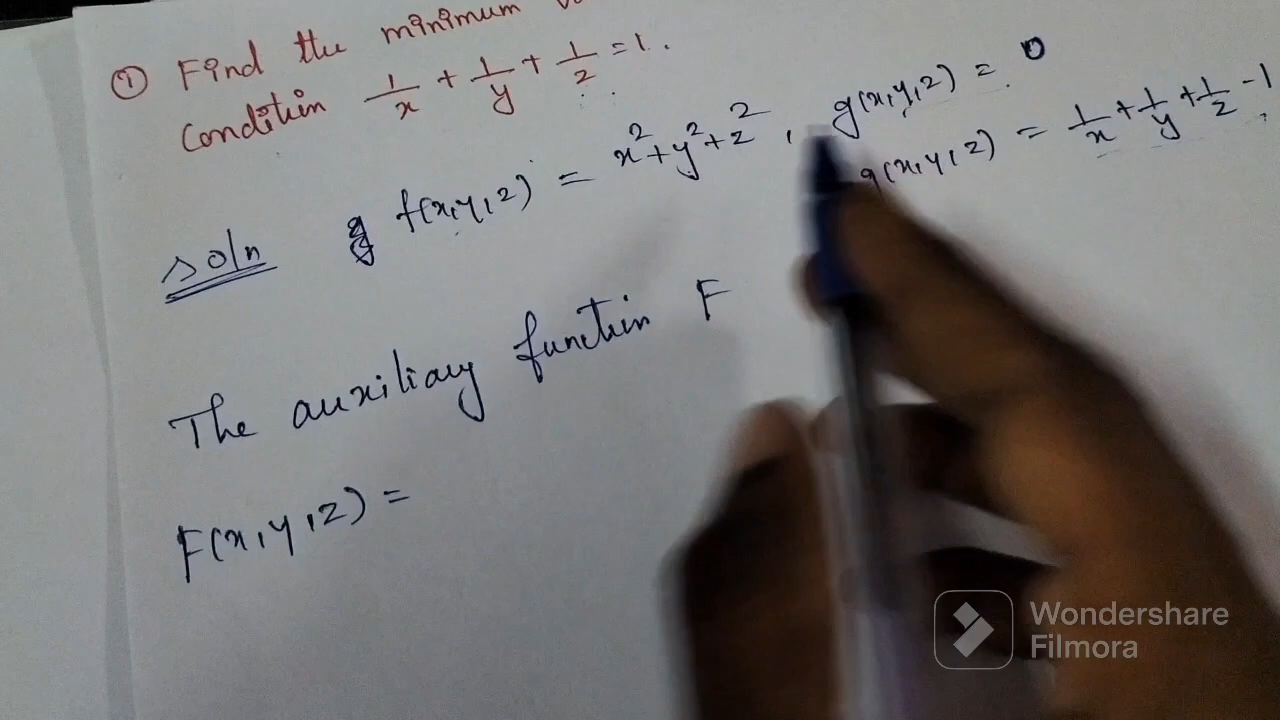 ① Find the minimum
Condition 1/x + 1/y + 1/z = 1.
soln f(x,y,z) = x²+y²+z², g(x,y,z) = 0
g(x,y,z) = 1/x + 1/y + 1/z - 1,
The auxiliary function F
F(x,y,z) =
Wondershare
Filmora